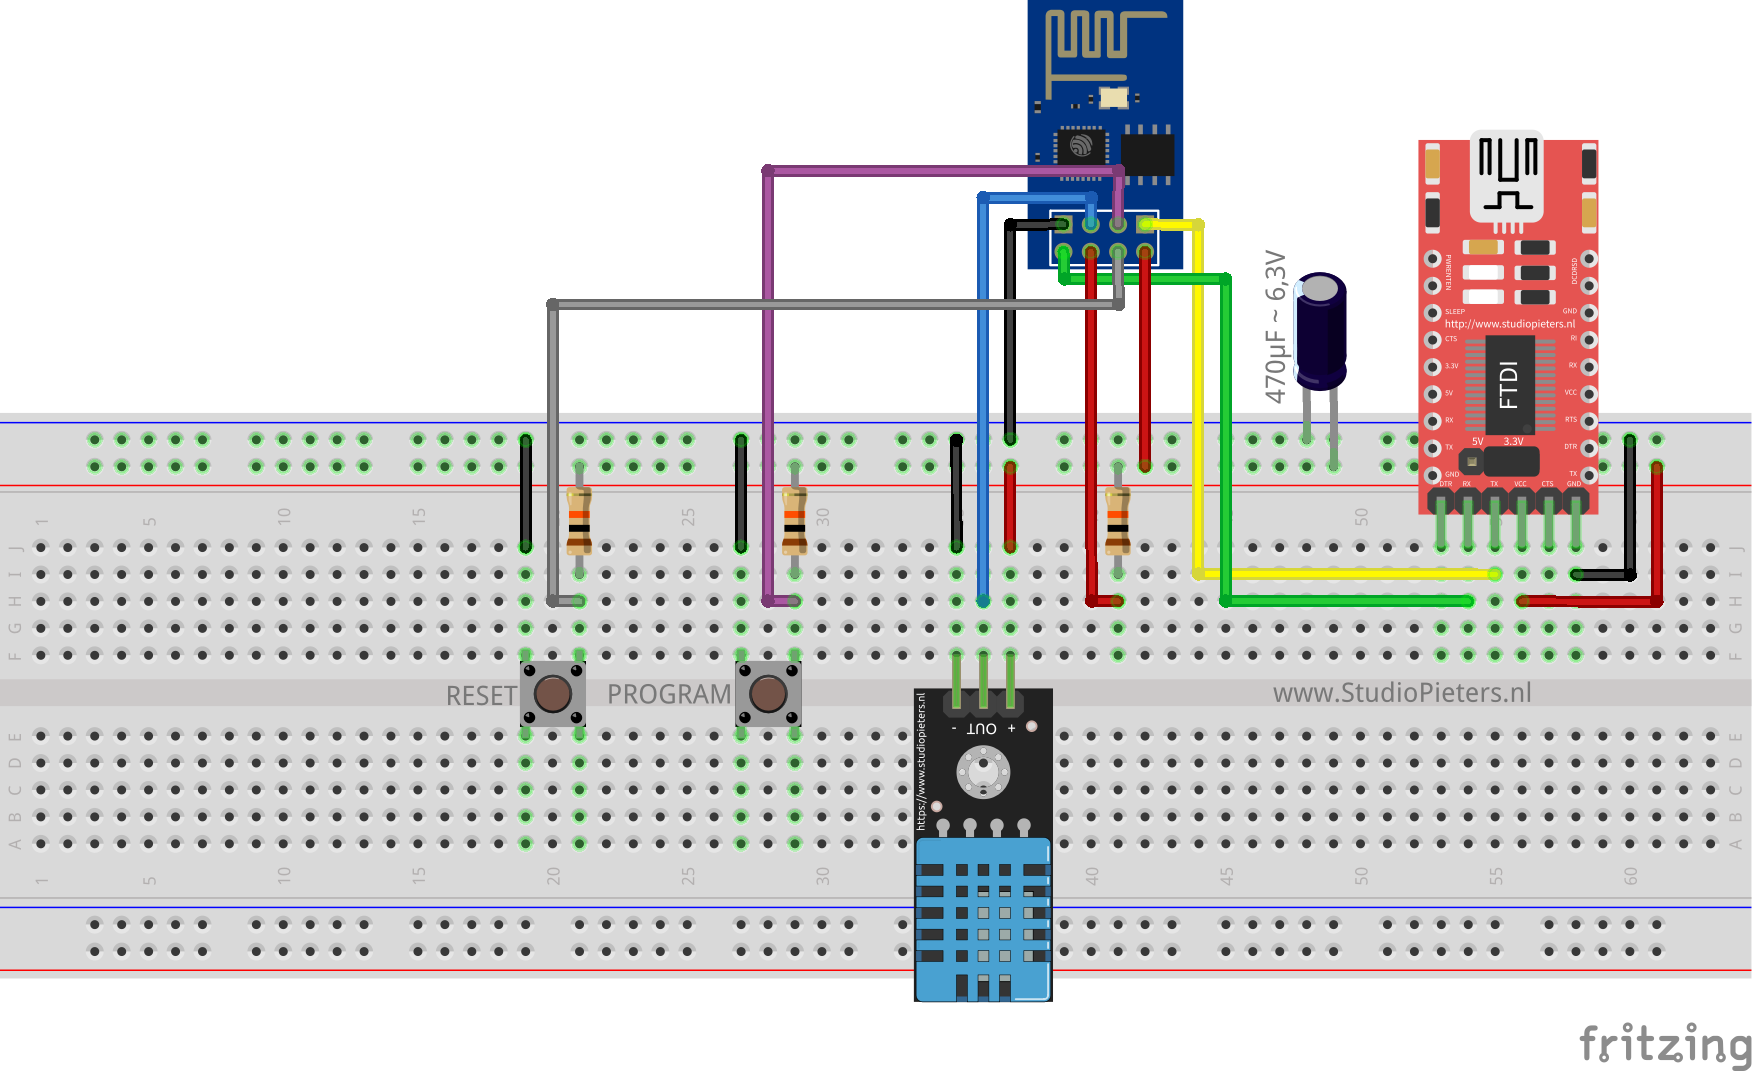 470µF ~ 6,3V
PWRENTEN
SLEEP
CTS
3.3V
5V
RX
TX
GND
DCDRSD
GND
RI
RX
VCC
RTS
DTR
TX
http://www.studiopieters.nl
FTDI
5V 3.3V
DTR RX TX VCC CTS GND
1 5 10 15 25 30 50
J J
I I
H H
G G
F F
RESET
PROGRAM
www.StudioPieters.nl
https://www.studiopieters.nl
- OUT +
E E
D D
C C
B B
A A
1 5 10 15 20 25 30 40 45 50 55 60
fritzing